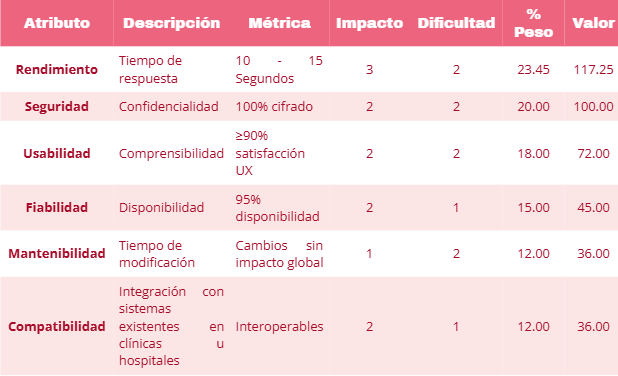 Atributo Descripción Métrica Impacto Dificultad % Peso Valor
Rendimiento Tiempo de respuesta 10 - 15 Segundos 3 2 23.45 117.25
Seguridad Confidencialidad 100% cifrado 2 2 20.00 100.00
Usabilidad Comprensibilidad ≥90% satisfacción UX 2 2 18.00 72.00
Fiabilidad Disponibilidad 95% disponibilidad 2 1 15.00 45.00
Mantenibilidad Tiempo de modificación Cambios sin impacto global 1 2 12.00 36.00
Compatibilidad Integración con sistemas existentes en clínicas u hospitales Interoperables 2 1 12.00 36.00